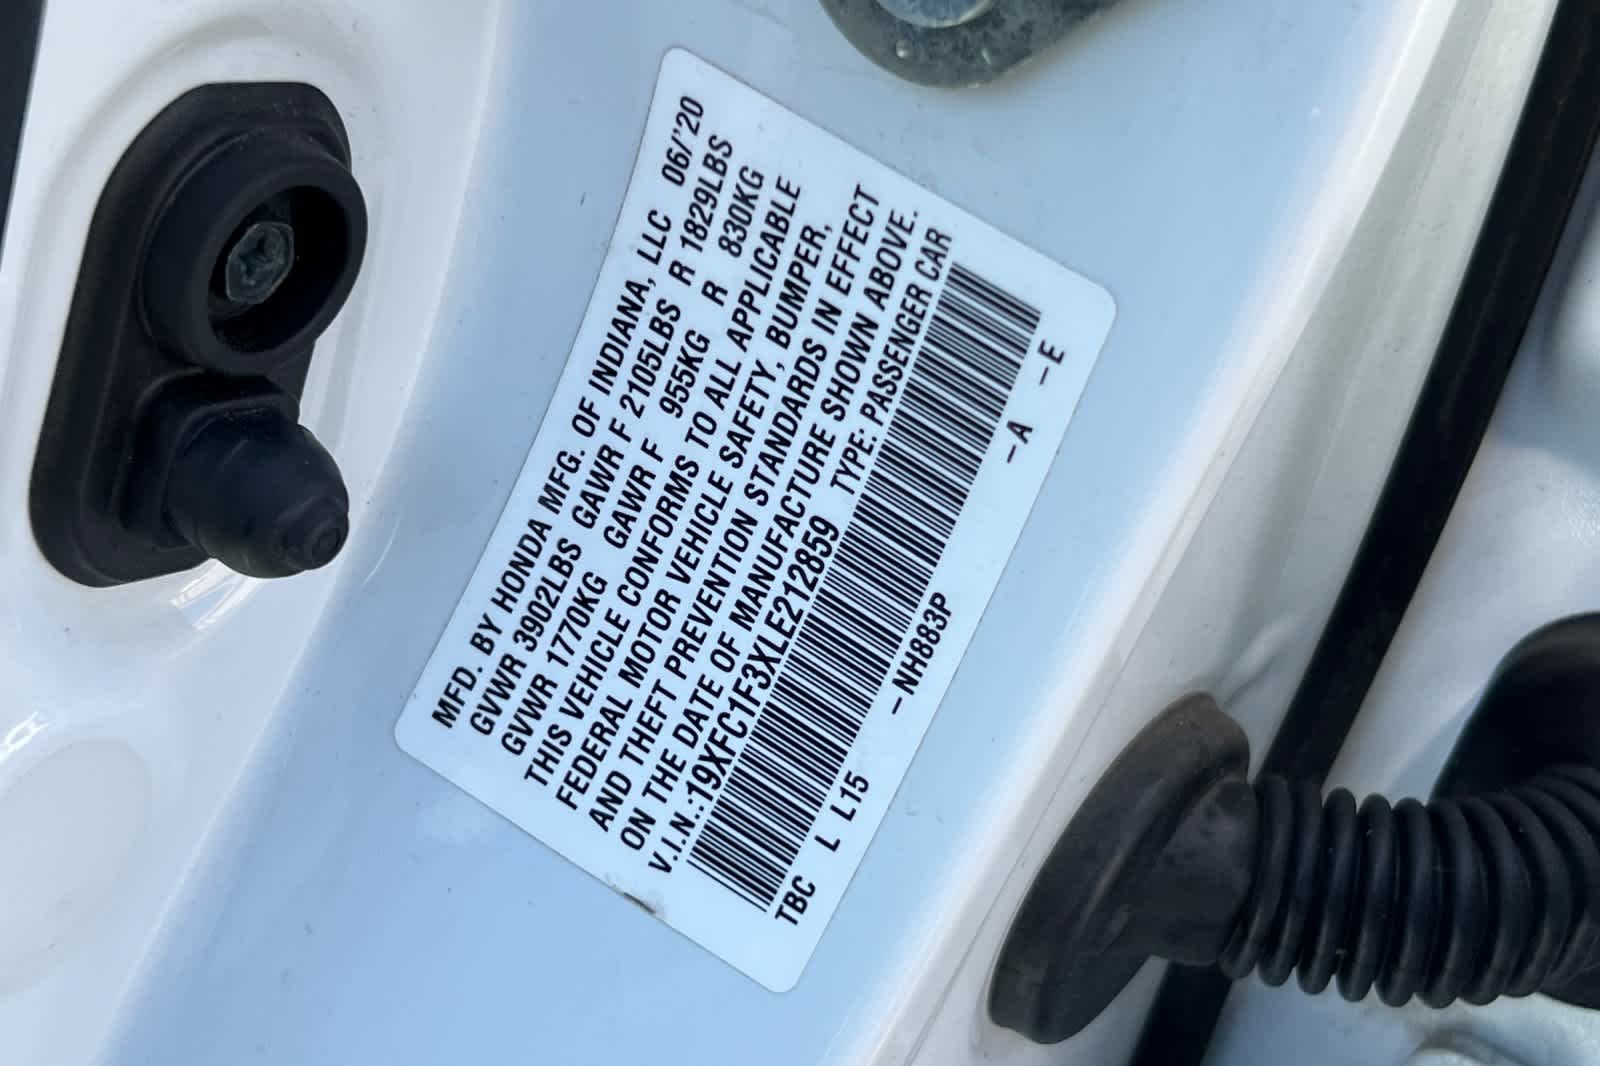 MFD. BY HONDA MFG. OF INDIANA, LLC 06/'20
GVWR 3902LBS GAWR F 2105LBS R 1829LBS
GVWR 1770KG GAWR F 955KG R 830KG
THIS VEHICLE CONFORMS TO ALL APPLICABLE
FEDERAL MOTOR VEHICLE SAFETY, BUMPER,
AND THEFT PREVENTION STANDARDS IN EFFECT
ON THE DATE OF MANUFACTURE SHOWN ABOVE.
V.I.N.:19XFC1F3XLE212859 TYPE: PASSENGER CAR
TBC L L15 -NH883P -A -E